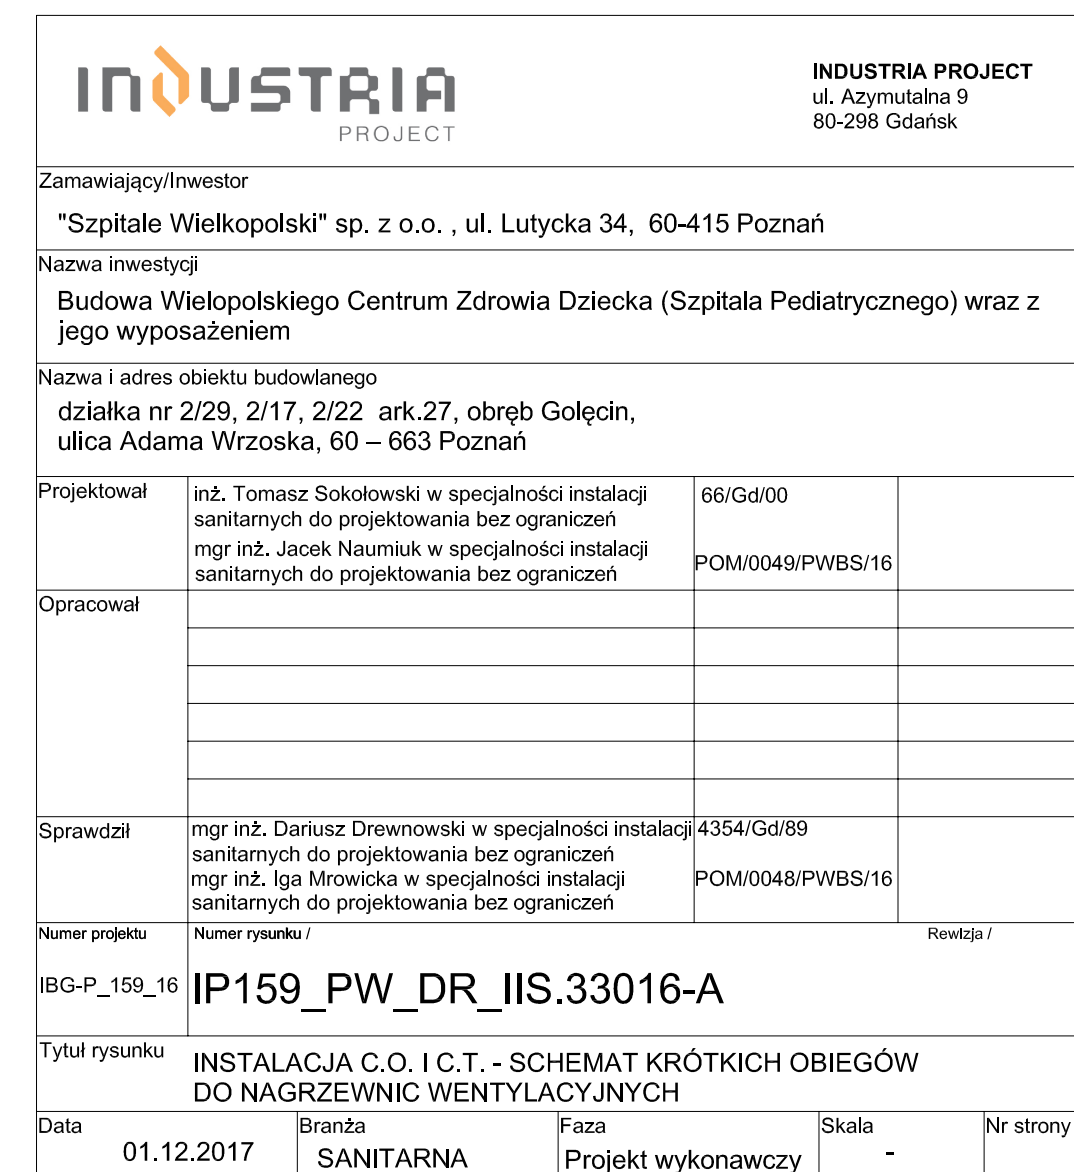 INDUSTRIA
PROJECT
INDUSTRIA PROJECT
ul. Azymutalna 9
80-298 Gdańsk
Zamawiający/Inwestor
"Szpitale Wielkopolski" sp. z o.o. , ul. Lutycka 34, 60-415 Poznań
Nazwa inwestycji
Budowa Wielopolskiego Centrum Zdrowia Dziecka (Szpitala Pediatrycznego) wraz z
jego wyposażeniem
Nazwa i adres obiektu budowlanego
działka nr 2/29, 2/17, 2/22 ark.27, obręb Golęcin,
ulica Adama Wrzoska, 60 – 663 Poznań
Projektował
inż. Tomasz Sokołowski w specjalności instalacji
sanitarnych do projektowania bez ograniczeń
66/Gd/00
mgr inż. Jacek Naumiuk w specjalności instalacji
sanitarnych do projektowania bez ograniczeń
POM/0049/PWBS/16
Opracował
Sprawdził
mgr inż. Dariusz Drewnowski w specjalności instalacji
sanitarnych do projektowania bez ograniczeń
4354/Gd/89
mgr inż. Iga Mrowicka w specjalności instalacji
sanitarnych do projektowania bez ograniczeń
POM/0048/PWBS/16
Numer projektu
IBG-P_159_16
Numer rysunku /
Rewizja /
IP159_PW_DR_IIS.33016-A
Tytuł rysunku
INSTALACJA C.O. I C.T. - SCHEMAT KRÓTKICH OBIEGÓW
DO NAGRZEWNIC WENTYLACYJNYCH
Data
01.12.2017
Branża
SANITARNA
Faza
Projekt wykonawczy
Skala
-
Nr strony